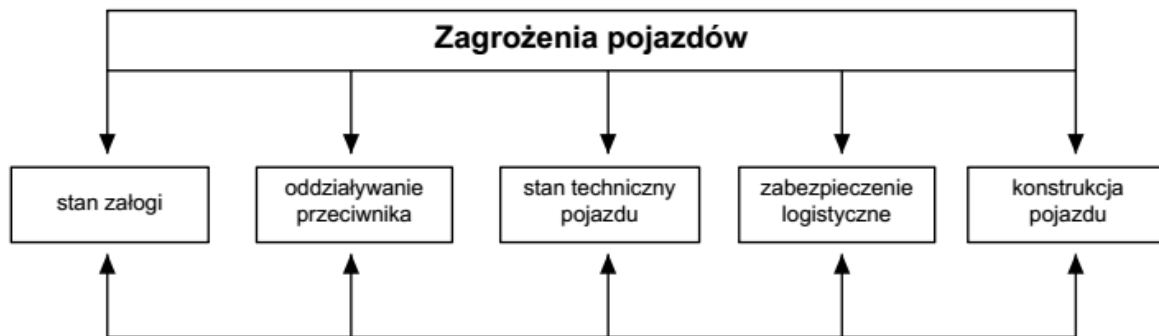 Zagrożenia pojazdów
stan załogi
oddziaływanie
przeciwnika
stan techniczny
pojazdu
zabezpieczenie
logistyczne
konstrukcja
pojazdu